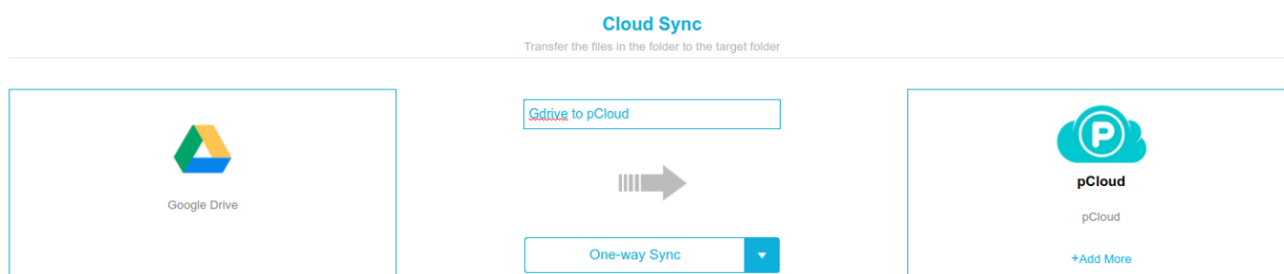 Cloud Sync
Transfer the files in the folder to the target folder
Gdrive to pCloud
Google Drive
One-way Sync
P
pCloud
pCloud
+Add More